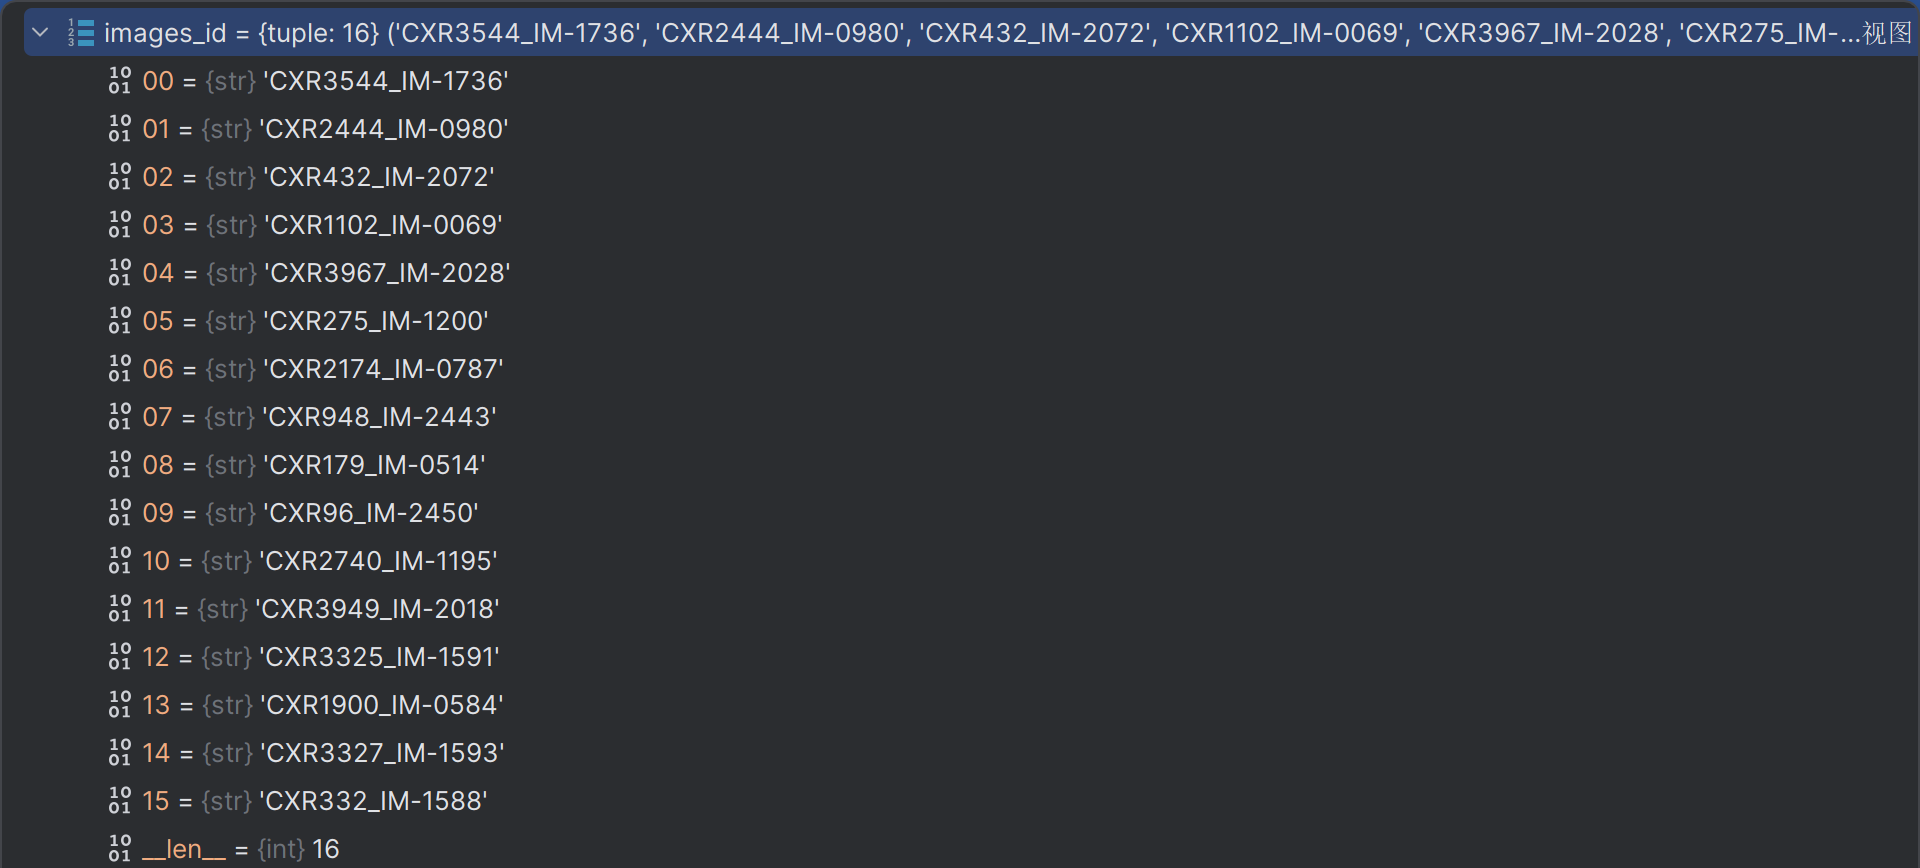 images_id = {tuple: 16} ('CXR3544_IM-1736', 'CXR2444_IM-0980', 'CXR432_IM-2072', 'CXR1102_IM-0069', 'CXR3967_IM-2028', 'CXR275_IM-...视图
00 = {str} 'CXR3544_IM-1736'
01 = {str} 'CXR2444_IM-0980'
02 = {str} 'CXR432_IM-2072'
03 = {str} 'CXR1102_IM-0069'
04 = {str} 'CXR3967_IM-2028'
05 = {str} 'CXR275_IM-1200'
06 = {str} 'CXR2174_IM-0787'
07 = {str} 'CXR948_IM-2443'
08 = {str} 'CXR179_IM-0514'
09 = {str} 'CXR96_IM-2450'
10 = {str} 'CXR2740_IM-1195'
11 = {str} 'CXR3949_IM-2018'
12 = {str} 'CXR3325_IM-1591'
13 = {str} 'CXR1900_IM-0584'
14 = {str} 'CXR3327_IM-1593'
15 = {str} 'CXR332_IM-1588'
__len__ = {int} 16